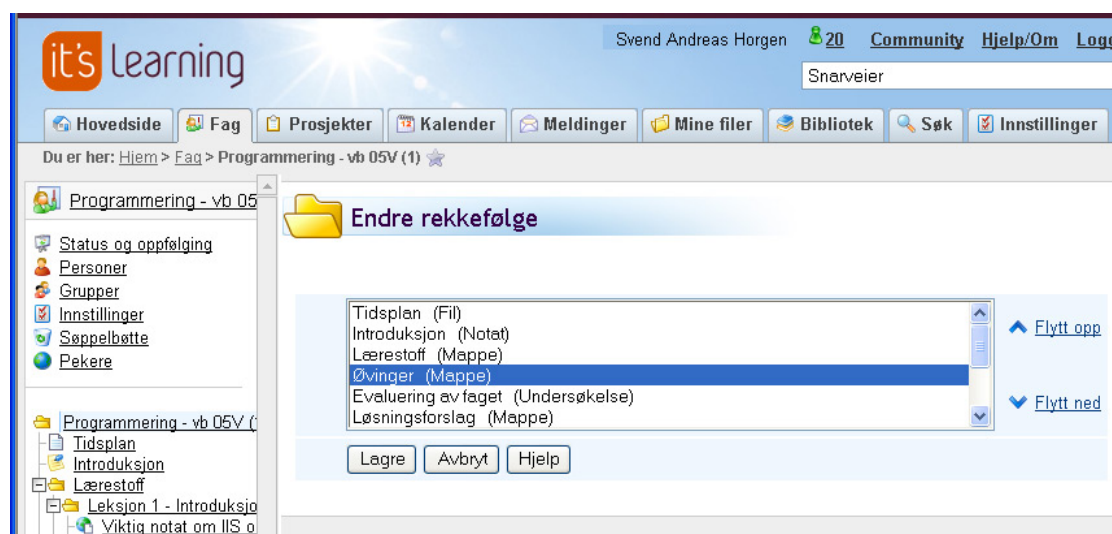 it's learning
Svend Andreas Horgen 20 Community Hjelp/Om Logg
Snarveier
Hovedside Fag Prosjekter Kalender Meldinger Mine filer Bibliotek Søk Innstillinger
Du er her: Hjem > Fag > Programmering - vb 05V (1)
Programmering - vb 05
Status og oppfølging
Personer
Grupper
Innstillinger
Søppelbøtte
Pekere
Programmering - vb 05V (
Tidsplan
Introduksjon
Lærestoff
Leksjon 1 - Introduksjo
Viktig notat om IIS o
Endre rekkefølge
Tidsplan (Fil)
Introduksjon (Notat)
Lærestoff (Mappe)
Øvinger (Mappe)
Evaluering av faget (Undersøkelse)
Løsningsforslag (Mappe)
Flytt opp
Flytt ned
Lagre Avbryt Hjelp